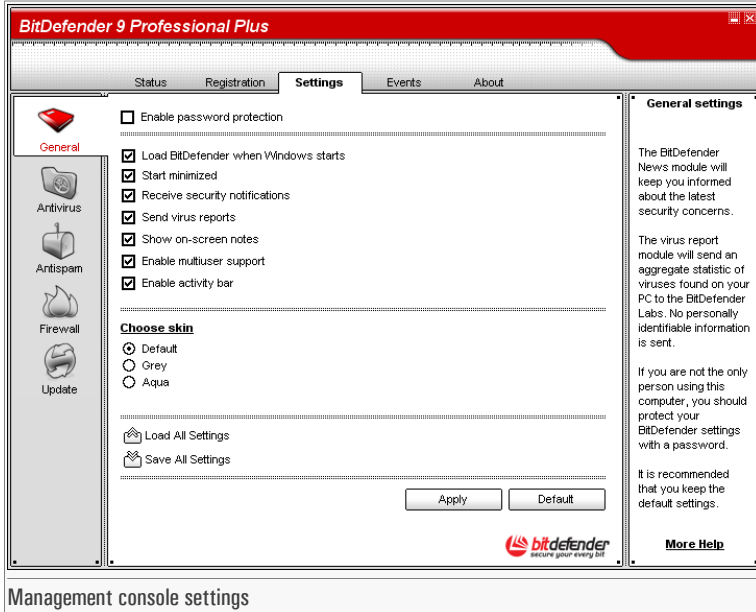 BitDefender 9 Professional Plus
Status Registration Settings Events About
General
Antivirus
Antispam
Firewall
Update
Enable password protection
Load BitDefender when Windows starts
Start minimized
Receive security notifications
Send virus reports
Show on-screen notes
Enable multiuser support
Enable activity bar
Choose skin
Default
Grey
Aqua
Load All Settings
Save All Settings
Apply Default
bitdefender
secure your every bit
General settings
The BitDefender
News module will
keep you informed
about the latest
security concerns.
The virus report
module will send an
aggregate statistic of
viruses found on your
PC to the BitDefender
Labs. No personally
identifiable information
is sent.
If you are not the only
person using this
computer, you should
protect your
BitDefender settings
with a password.
It is recommended
that you keep the
default settings.
More Help
Management console settings